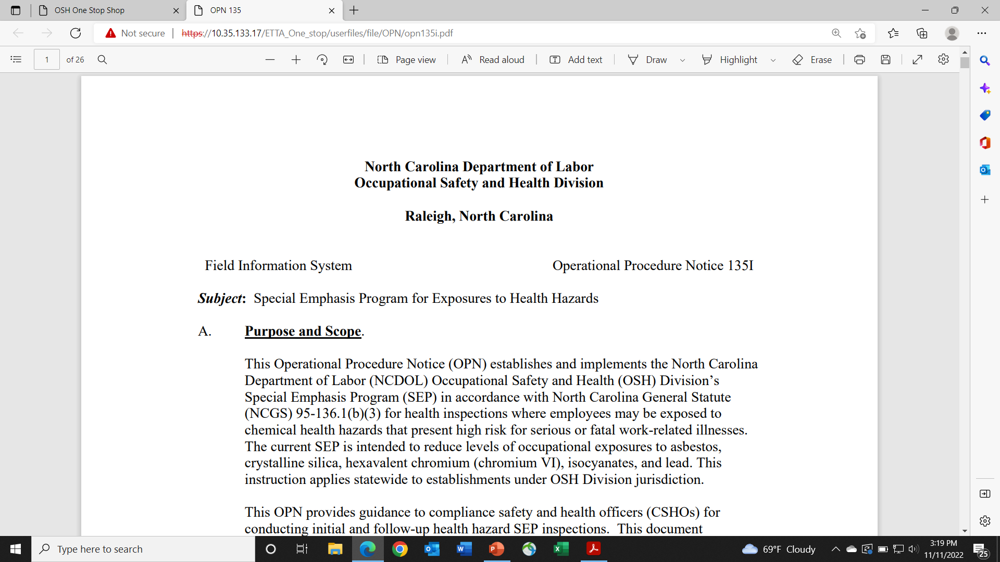 OSH One Stop Shop
OPN 135
Not secure
https://10.35.133.17/ETTA_One_stop/userfiles/file/OPN/opn135i.pdf
1 of 26
Page view
Read aloud
Add text
Draw
Highlight
Erase
North Carolina Department of Labor
Occupational Safety and Health Division
Raleigh, North Carolina
Field Information System
Operational Procedure Notice 135I
Subject: Special Emphasis Program for Exposures to Health Hazards
A. Purpose and Scope.
This Operational Procedure Notice (OPN) establishes and implements the North Carolina
Department of Labor (NCDOL) Occupational Safety and Health (OSH) Division’s
Special Emphasis Program (SEP) in accordance with North Carolina General Statute
(NCGS) 95-136.1(b)(3) for health inspections where employees may be exposed to
chemical health hazards that present high risk for serious or fatal work-related illnesses.
The current SEP is intended to reduce levels of occupational exposures to asbestos,
crystalline silica, hexavalent chromium (chromium VI), isocyanates, and lead. This
instruction applies statewide to establishments under OSH Division jurisdiction.
This OPN provides guidance to compliance safety and health officers (CSHOs) for
conducting initial and follow-up health hazard SEP inspections. This document
Type here to search
69°F Cloudy
3:19 PM
11/11/2022
25